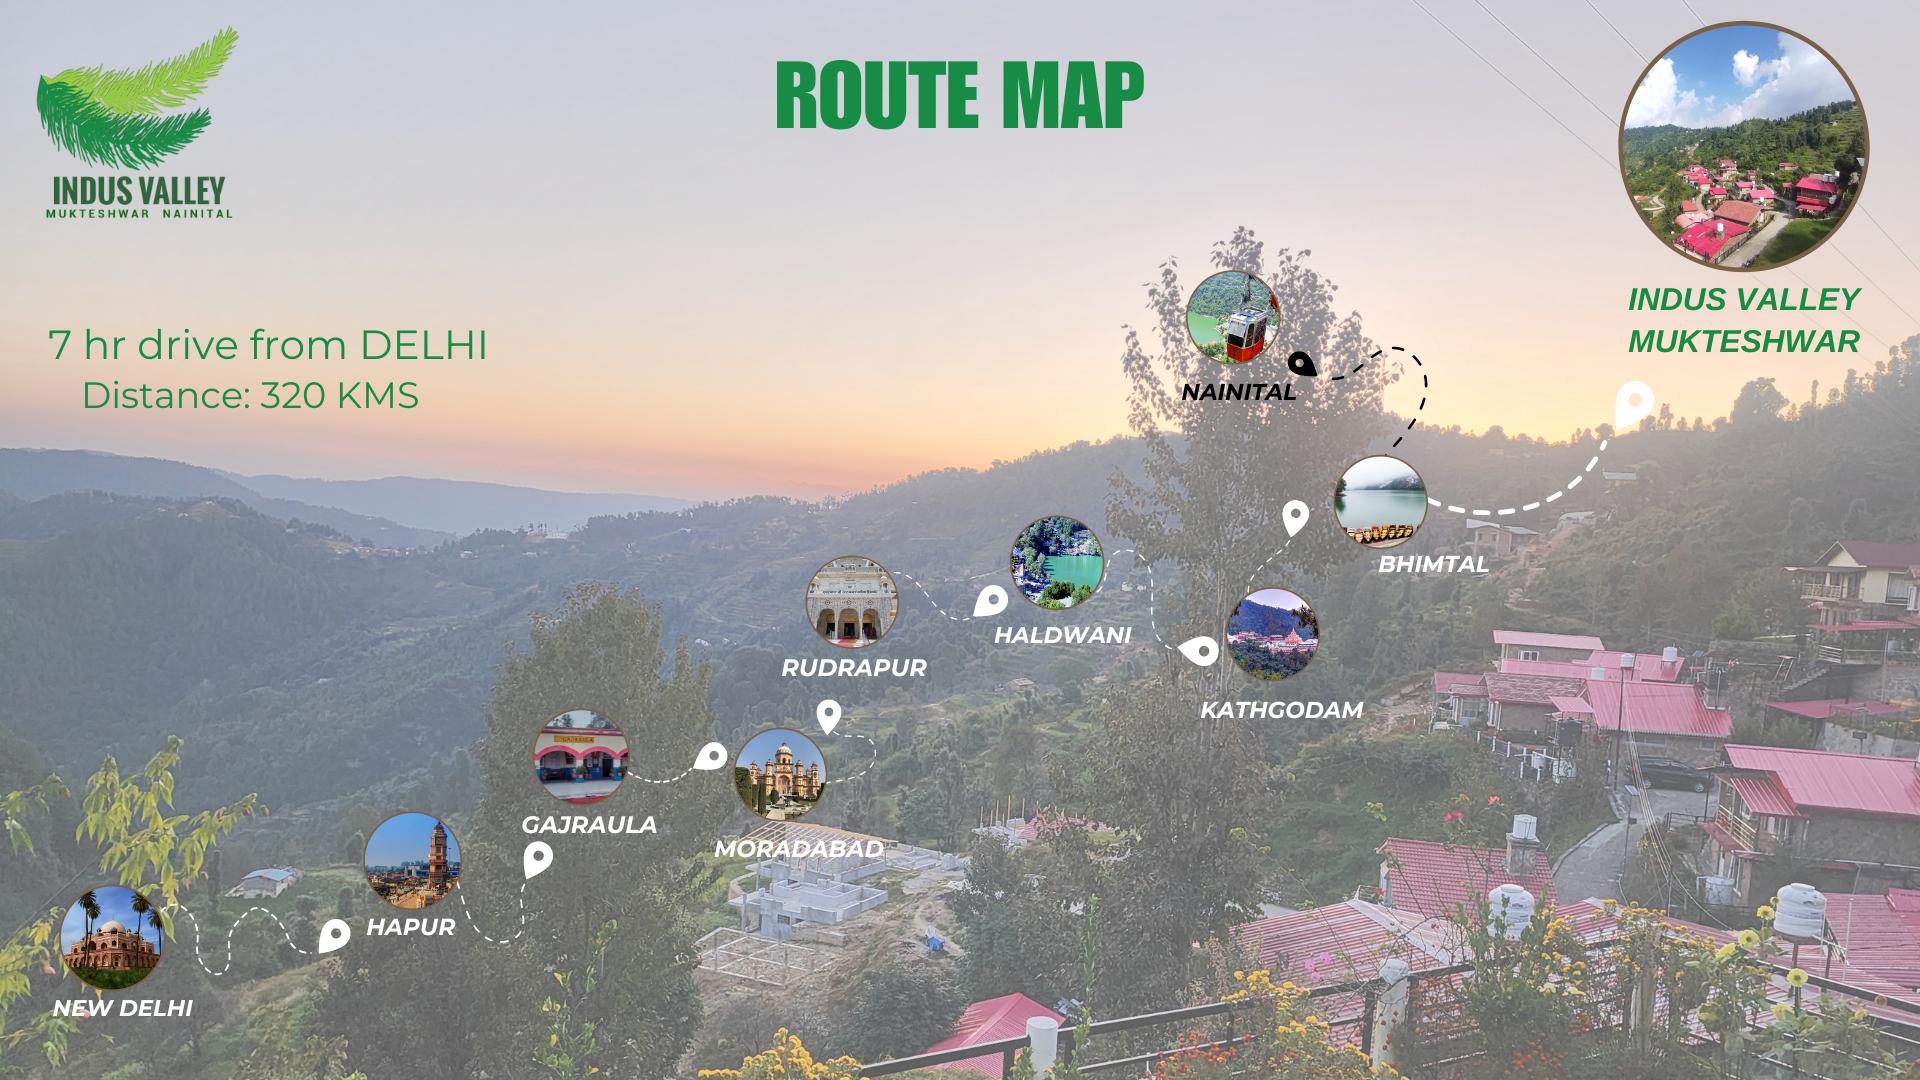 ROUTE MAP
INDUS VALLEY
MUKTESHWAR NAINITAL
7 hr drive from DELHI
Distance: 320 KMS
INDUS VALLEY
MUKTESHWAR
NAINITAL
BHIMTAL
HALDWANI
RUDRAPUR
KATHGODAM
GAJRAULA
MORADABAD
HAPUR
NEW DELHI